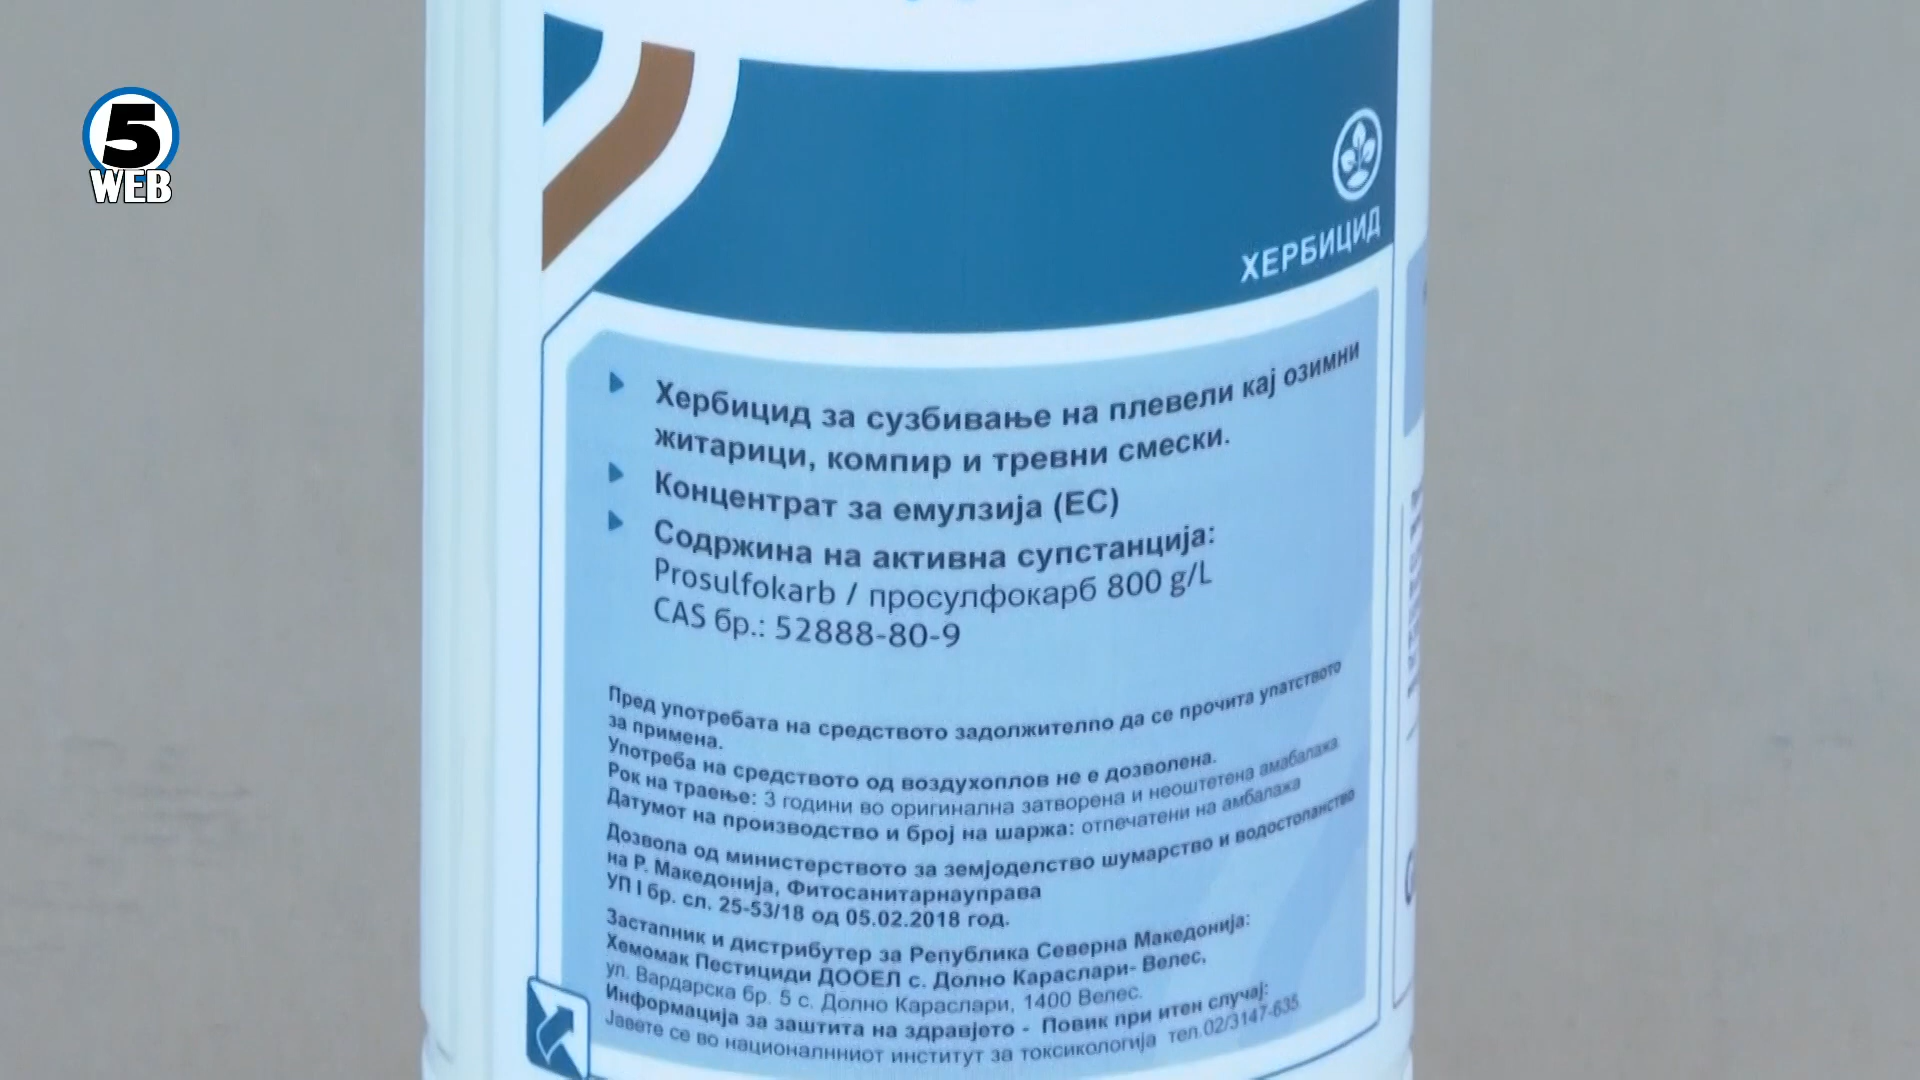 5
WEB
ХЕРБИЦИД
Хербицид за сузбивање на плевели кај озимни
житарици, компир и тревни смески.
Концентрат за емулзија (ЕС)
Содржина на активна супстанција:
Prosulfokarb / просулфокарб 800 g/L
CAS бр.: 52888-80-9
Пред употребата на средството задолжително да се прочита упатството
за примена.
Употреба на средството од воздухоплов не е дозволена.
Рок на траење: 3 години во оригинална затворена и неоштетена амабалажа
Датумот на производство и број на шаржа: отпечатени на амбалажа
Дозвола од министерството за земјоделство шумарство и водостопанство
на Р. Македонија, Фитосанитарнауправа
УП I бр. сл. 25-53/18 од 05.02.2018 год.
Застапник и дистрибутер за Република Северна Македонија:
Хемомак Пестициди ДООЕЛ с. Долно Караслари- Велес,
ул. Вардарска бр. 5 с. Долно Караслари, 1400 Велес.
Информација за заштита на здравјето - Повик при итен случај:
Јавете се во националнниот институт за токсикологија тел.02/3147-635